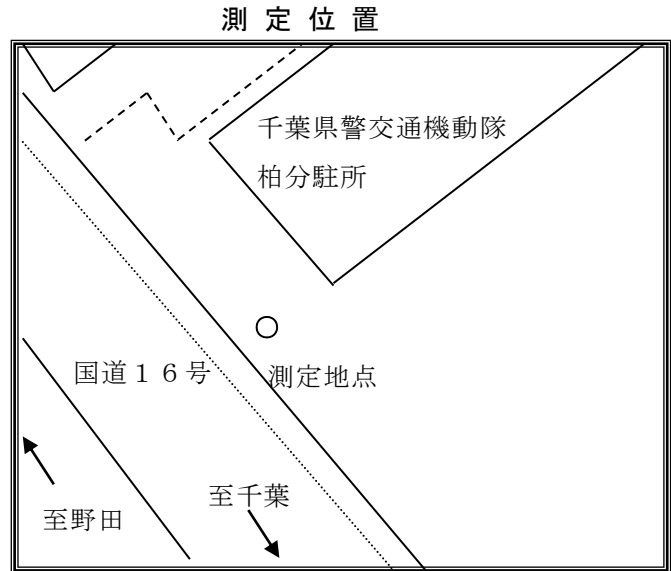 測定位置
千葉県警交通機動隊
柏分駐所
国道１６号
測定地点
至千葉
至野田